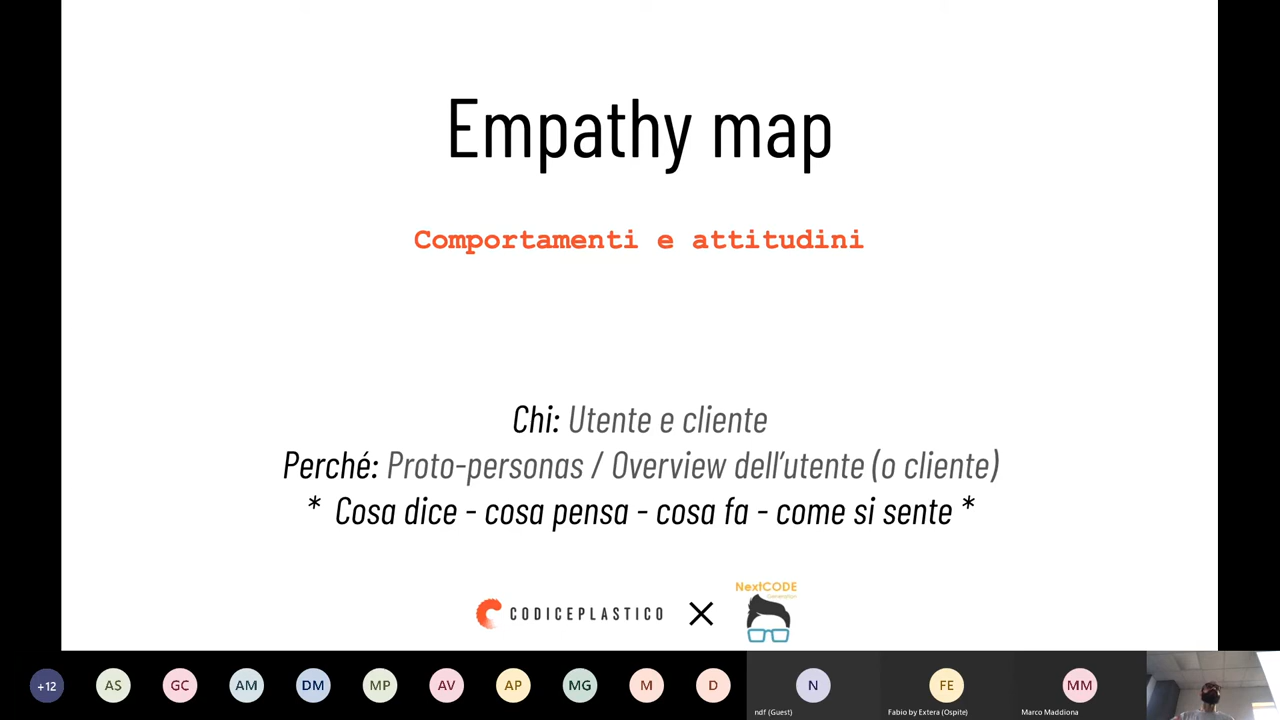 Empathy map
Comportamenti e attitudini
Chi: Utente e cliente
Perché: Proto-personas / Overview dell’utente (o cliente)
* Cosa dice - cosa pensa - cosa fa - come si sente *
CODICEPLASTICO
NextCODE
+12
AS
GC
AM
DM
MP
AV
AP
MG
M
D
N
FE
MM
ndf (Guest)
Fabio by Extera (Ospite)
Marco Maddiona